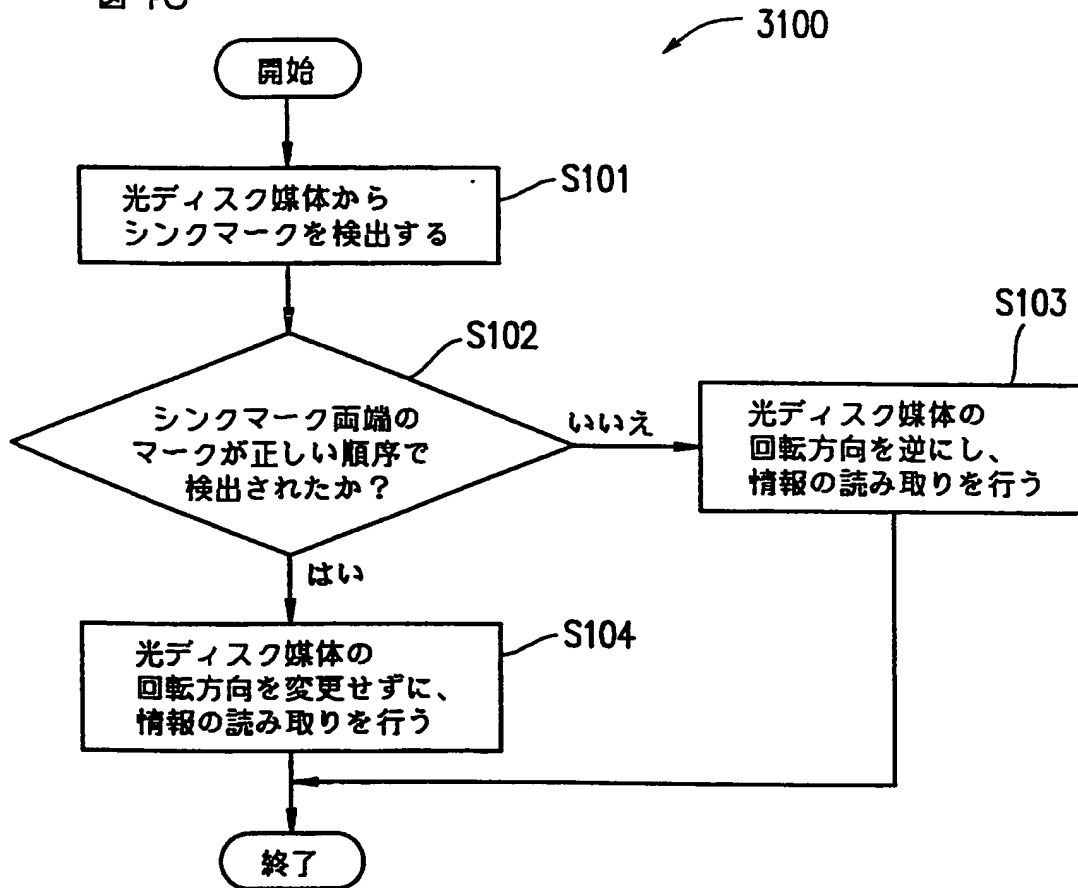 3100
開始
光ディスク媒体から
シンクマークを検出する
S101
シンクマーク両端の
マークが正しい順序で
検出されたか?
S102
いいえ
光ディスク媒体の
回転方向を逆にし、
情報の読み取りを行う
S103
はい
光ディスク媒体の
回転方向を変更せずに、
情報の読み取りを行う
S104
終了